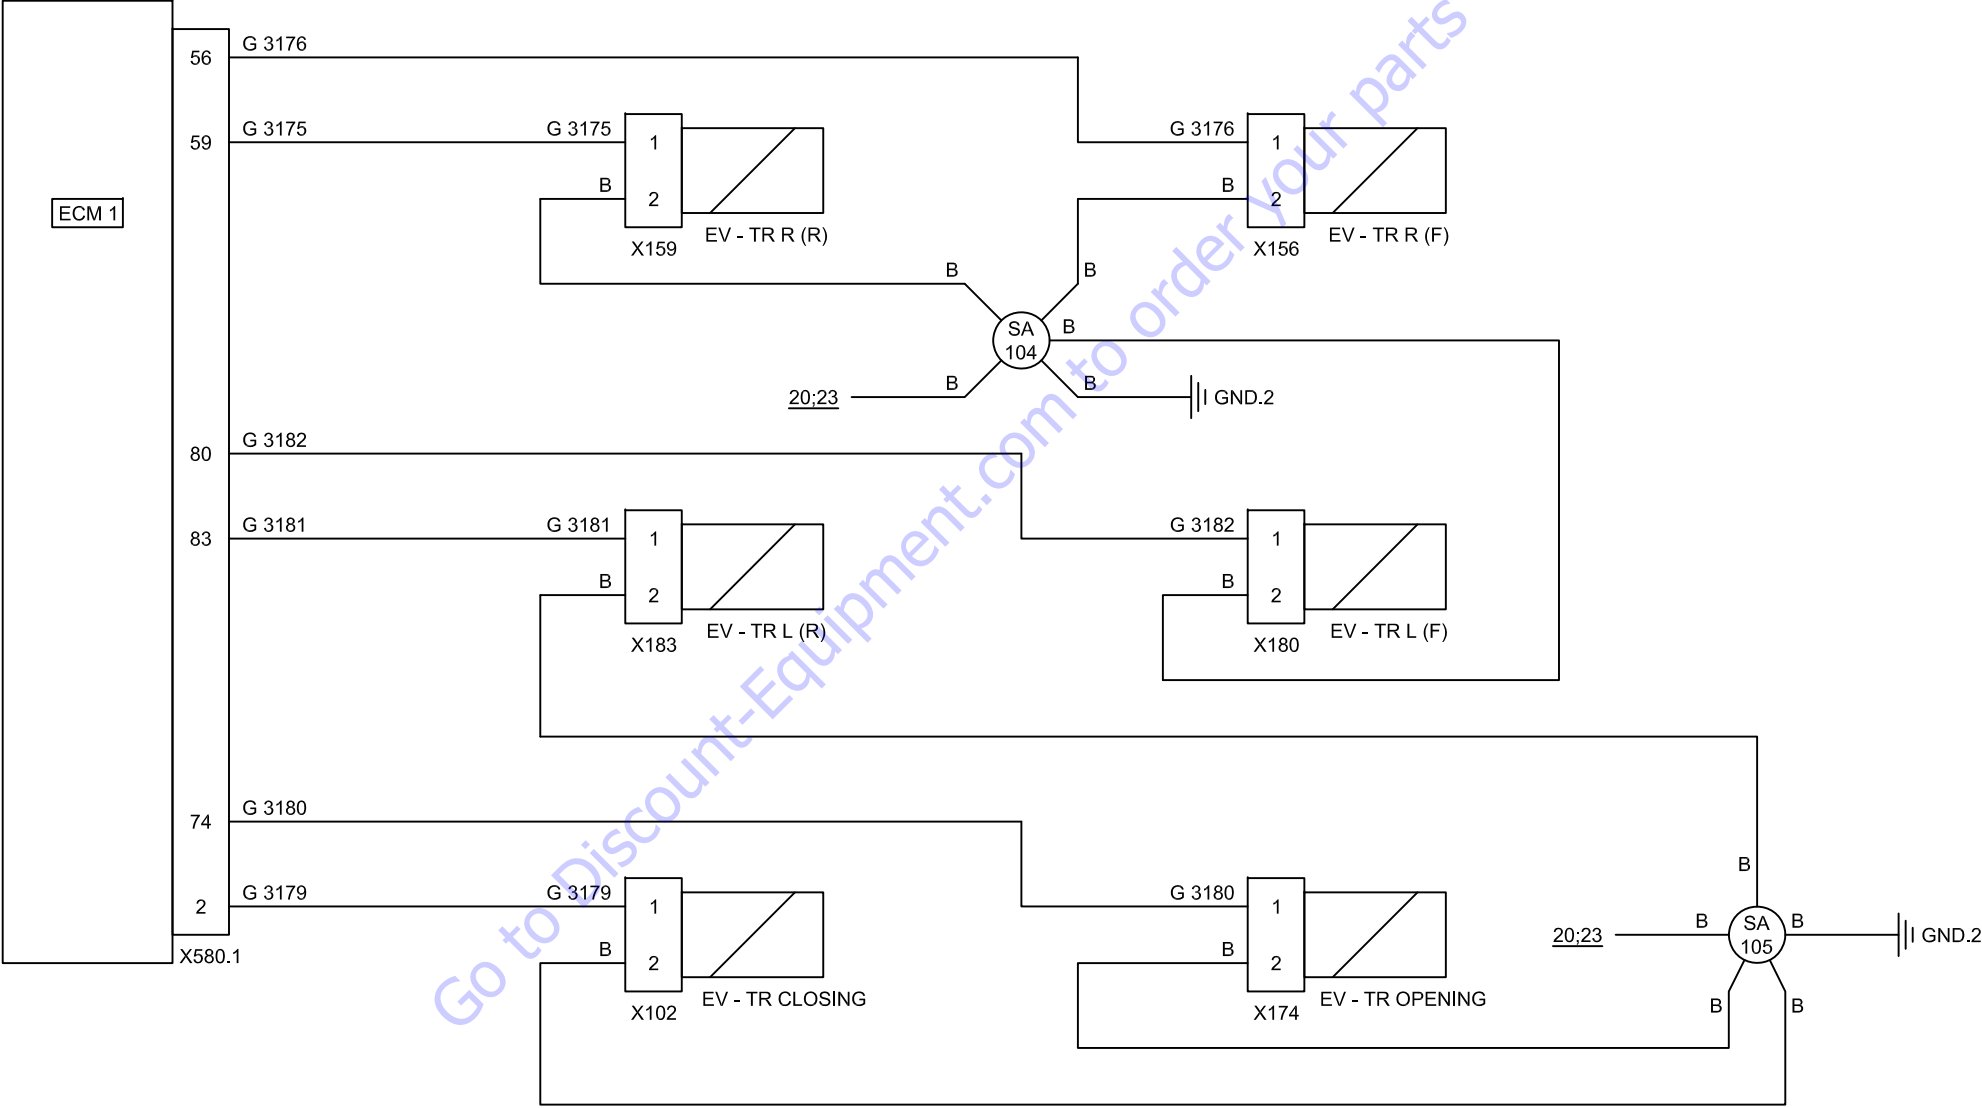 56
G 3176
59
G 3175
G 3175
1
B
2
X159
EV - TR R (R)
G 3176
1
B
2
X156
EV - TR R (F)
ECM 1
B
B
SA
104
B
20;23
B
B
GND.2
80
G 3182
83
G 3181
G 3181
1
B
2
X183
EV - TR L (R)
G 3182
1
B
2
X180
EV - TR L (F)
74
G 3180
2
G 3179
G 3179
1
B
2
X102
EV - TR CLOSING
G 3180
1
B
2
X174
EV - TR OPENING
B
20;23
B
SA
105
B
GND.2
B
B
X580.1
Go to Discount-Equipment.com to order your parts